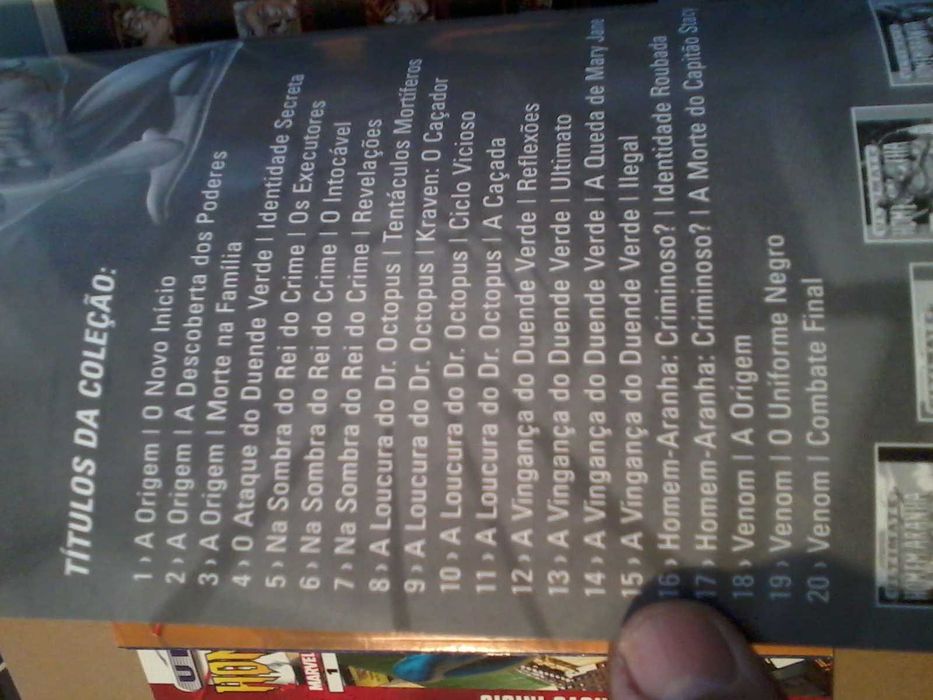 TÍTULOS DA COLEÇÃO:
1 › A Origem | O Novo Início
2 › A Origem | A Descoberta dos Poderes
3 › A Origem | Morte na Família
4 › O Ataque do Duende Verde | Identidade Secreta
5 › Na Sombra do Rei do Crime | Os Executores
6 › Na Sombra do Rei do Crime | O Intocável
7 › Na Sombra do Rei do Crime | Revelações
8 › A Loucura do Dr. Octopus | Tentáculos Mortíferos
9 › A Loucura do Dr. Octopus | Kraven: O Caçador
10 › A Loucura do Dr. Octopus | Ciclo Vicioso
11 › A Loucura do Dr. Octopus | A Caçada
12 › A Vingança do Duende Verde | Reflexões
13 › A Vingança do Duende Verde | Ultimato
14 › A Vingança do Duende Verde | A Queda de Mary Jane
15 › A Vingança do Duende Verde | Ilegal
16 › Homem-Aranha: Criminoso? | Identidade Roubada
17 › Homem-Aranha: Criminoso? | A Morte do Capitão Stacy
18 › Venom | A Origem
19 › Venom | O Uniforme Negro
20 › Venom | Combate Final
HOMEM-ARANHA
MARVEL
1